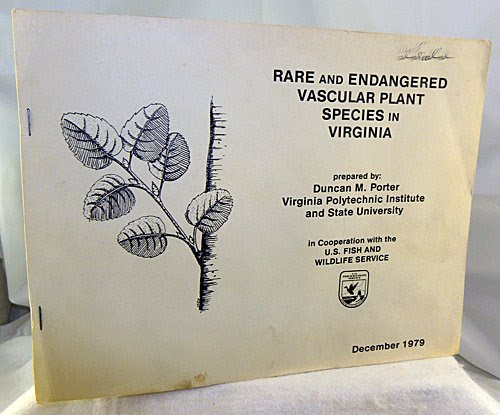 RARE AND ENDANGERED
VASCULAR PLANT
SPECIES IN
VIRGINIA
prepared by:
Duncan M. Porter
Virginia Polytechnic Institute
and State University
in Cooperation with the
U.S. FISH AND
WILDLIFE SERVICE
December 1979